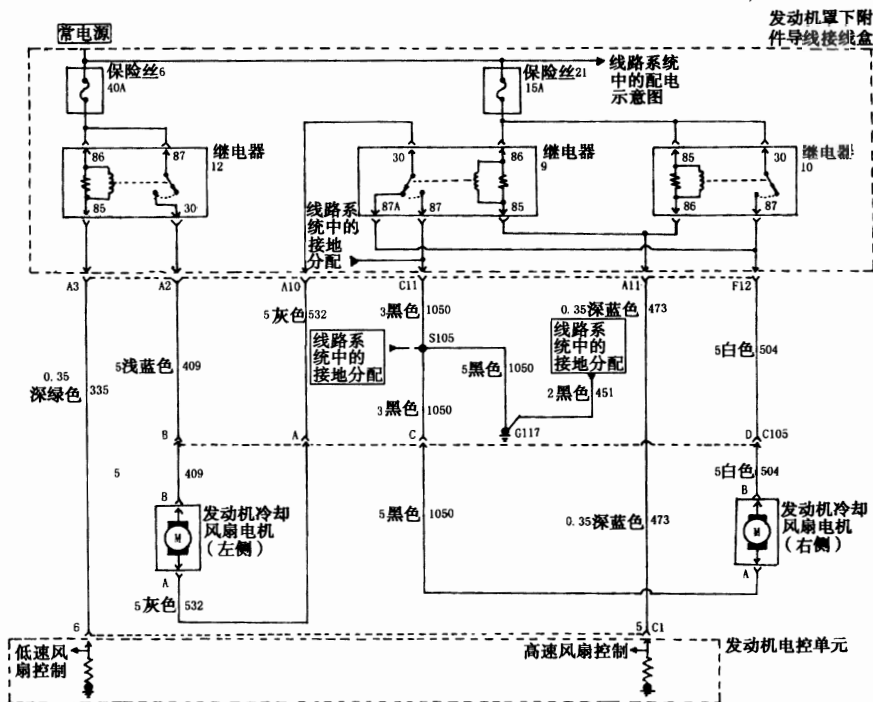 发动机罩下附
件导线接线盒
常电源
保险丝6
40A
保险丝21
15A
线路系统
中的配电
示意图
86
87
继电器
12
85
30
30
86
继电器
9
87A
87
85
85
30
继电器
10
86
87
线路系
统中的
接地
分配
A3
A2
A10
C11
A11
F12
5灰色
532
3黑色
1050
0.35深蓝色
473
线路系
统中的
接地分配
S105
线路系
统中的
接地分配
5黑色
1050
5白色
504
0.35
深绿色
335
5浅蓝色
409
3黑色
1050
2黑色
451
G117
B
A
C
D
C105
5
409
5白色
504
B
发动机冷却
风扇电机
(左侧)
M
A
5黑色
1050
0.35深蓝色
473
B
发动机冷却
风扇电机
(右侧)
M
A
5灰色
532
6
5
C1
低速风
扇控制
高速风扇控制
发动机电控单元